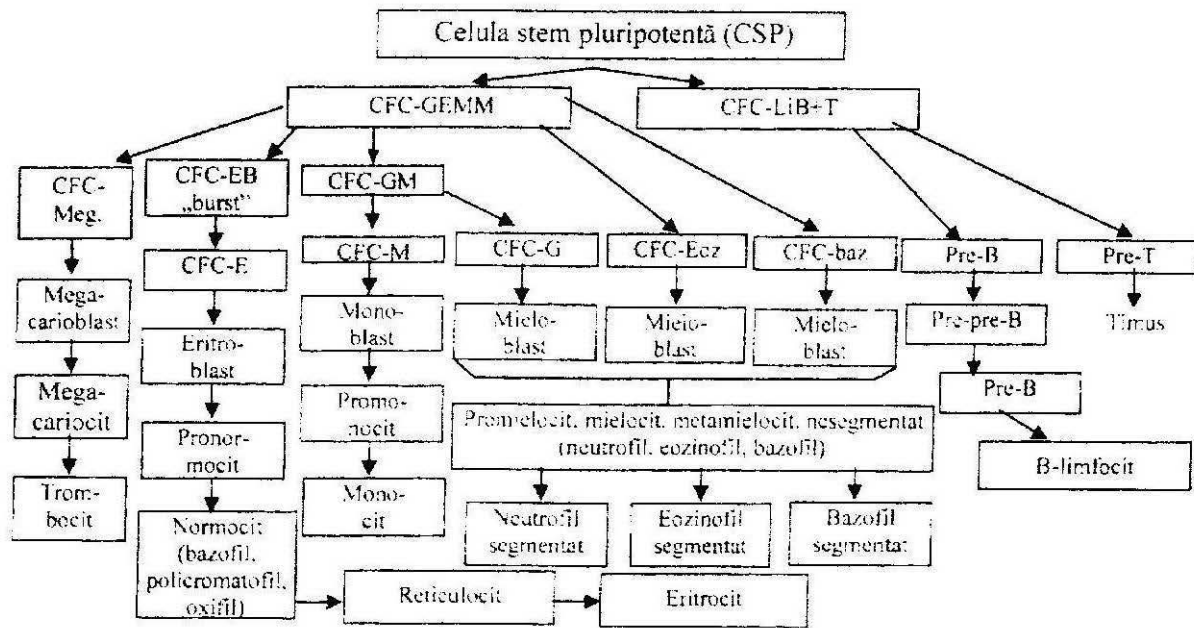 Celula stem pluripotentă (CSP)
CFC-GEMM
CFC-LiB+T
CFC-
Meg.
CFC-EB
„burst”
CFC-GM
CFC-E
CFC-M
CFC-G
CFC-Eoz
CFC-baz
Pre-B
Pre-T
Mega-
carioblast
Eritro-
blast
Mono-
blast
Mielo-
blast
Mielo-
blast
Mielo-
blast
Pre-pre-B
Timus
Mega-
cariocit
Pronor-
mocit
Promo-
nocit
Promielocit, mielocit, metamielocit, nesegmentat
(neutrofil, eozinofil, bazofil)
Pre-B
B-limfocit
Trom-
bocit
Normocit
(bazofil,
policromatofil,
oxifil)
Mono-
cit
Neutrofil
segmentat
Eozinofil
segmentat
Bazofil
segmentat
Reticulocit
Eritrocit